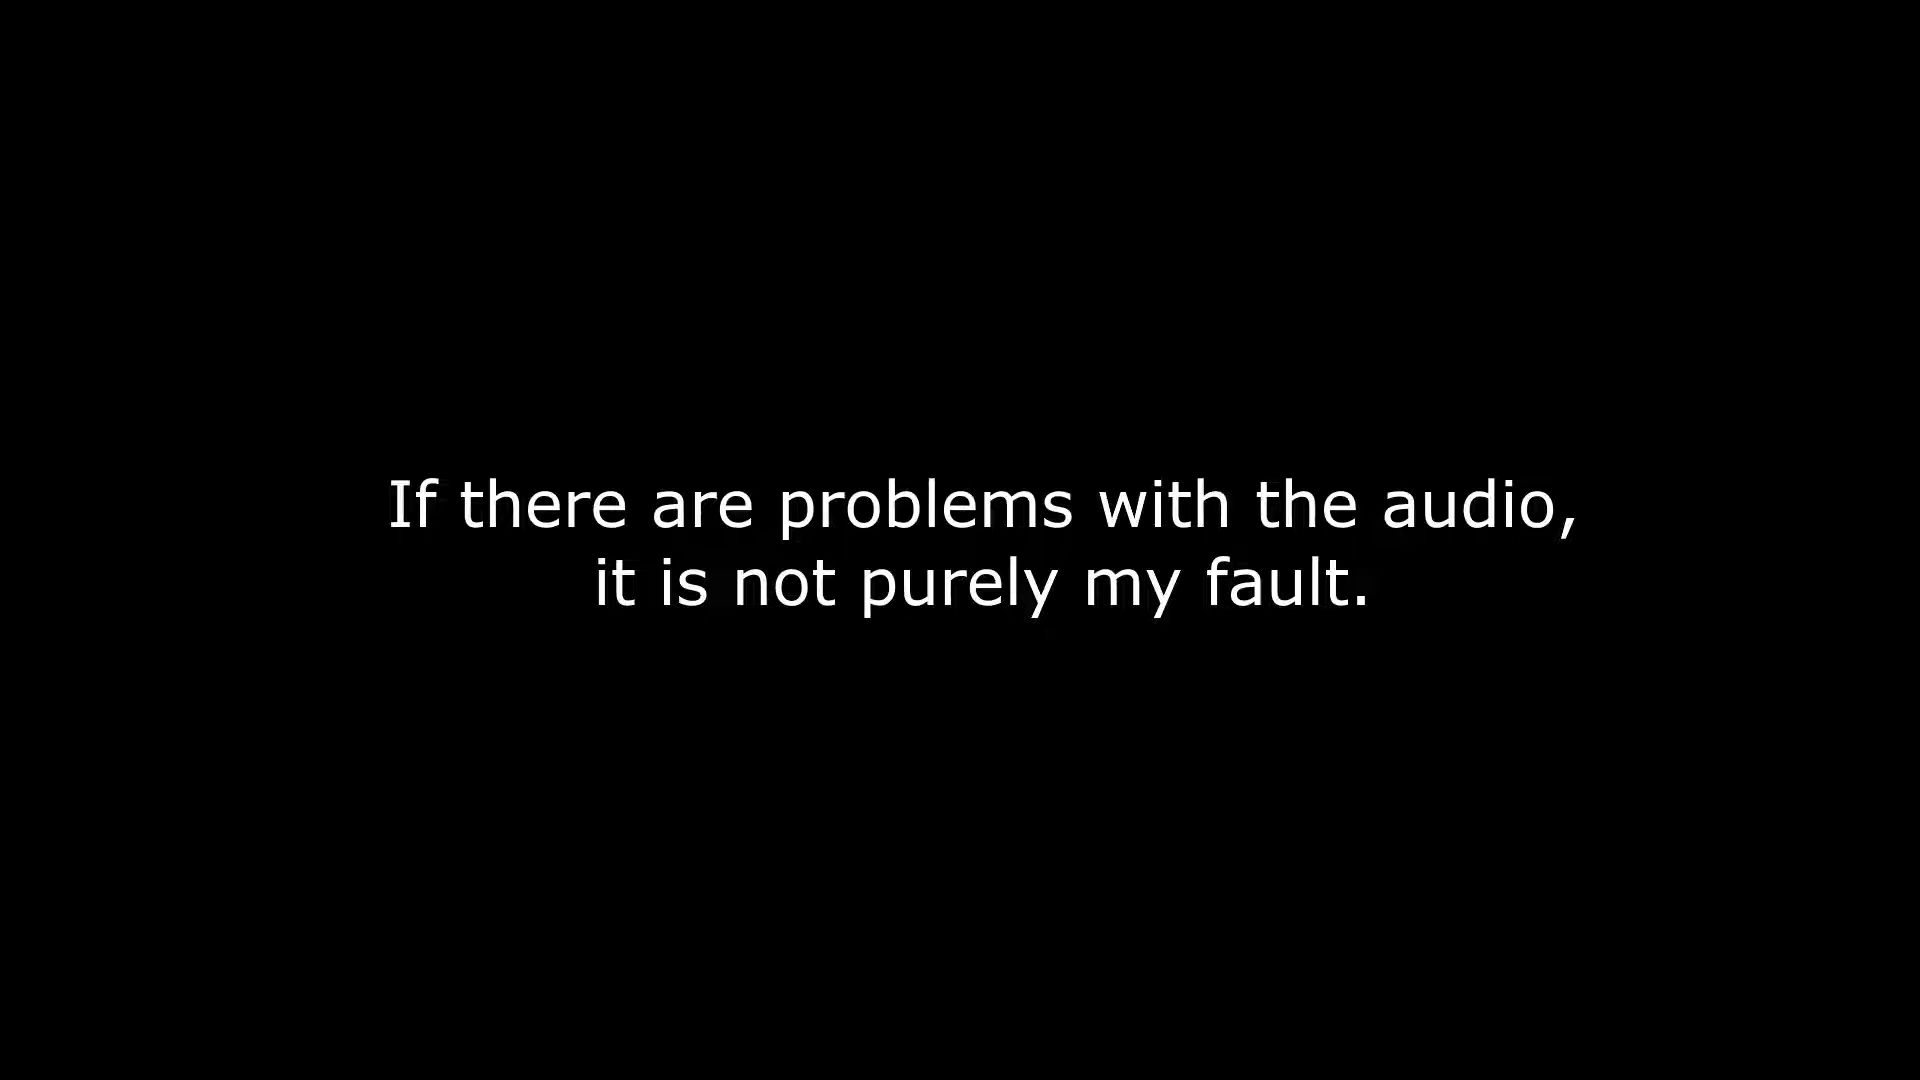 If there are problems with the audio,
it is not purely my fault.